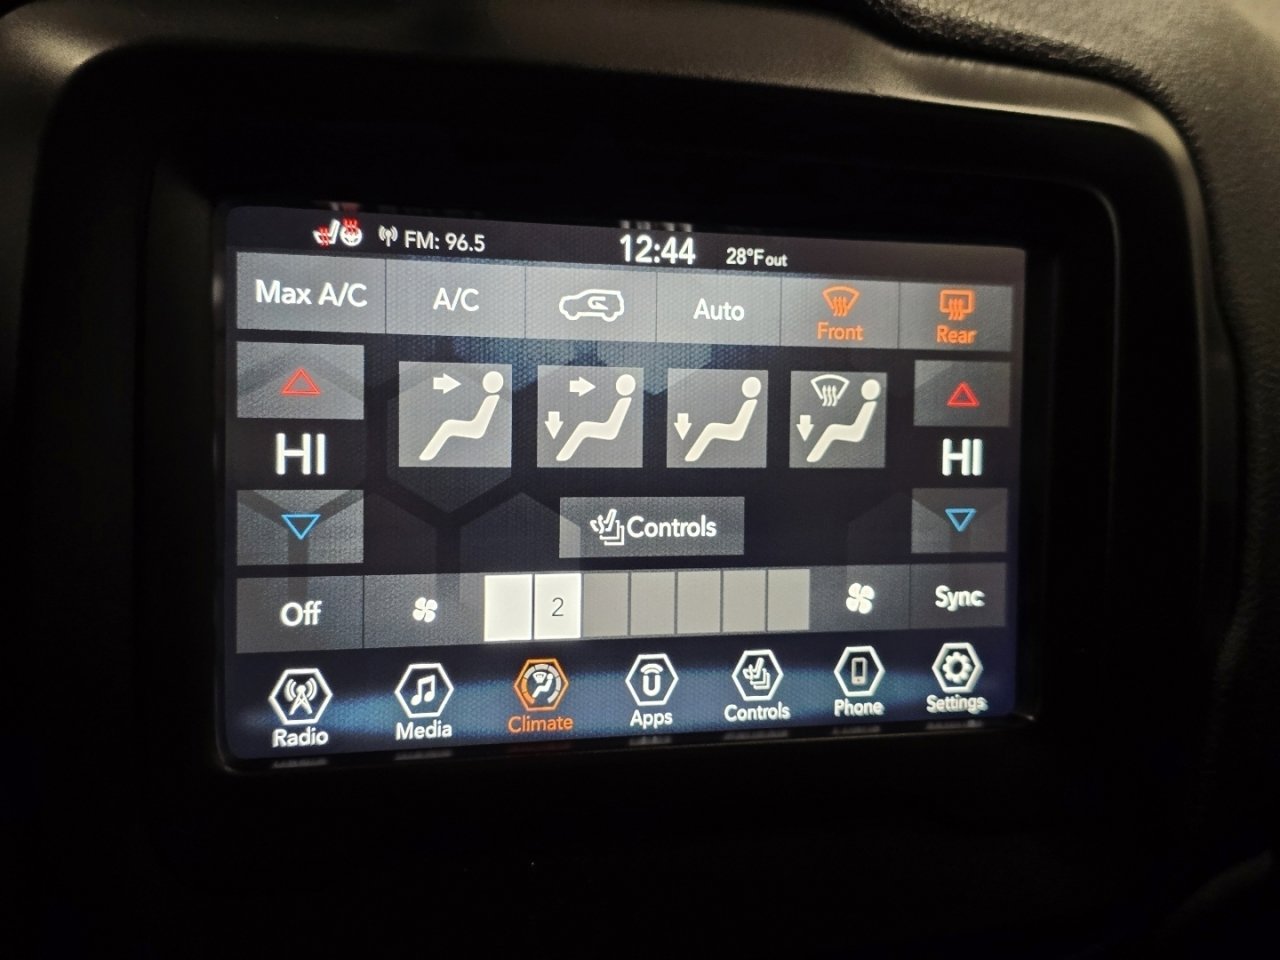 FM: 96.5 12:44 28°F out
Max A/C A/C Auto Front Rear
HI HI
Controls
Off 2 Sync
Radio Media Climate Apps Controls Phone Settings